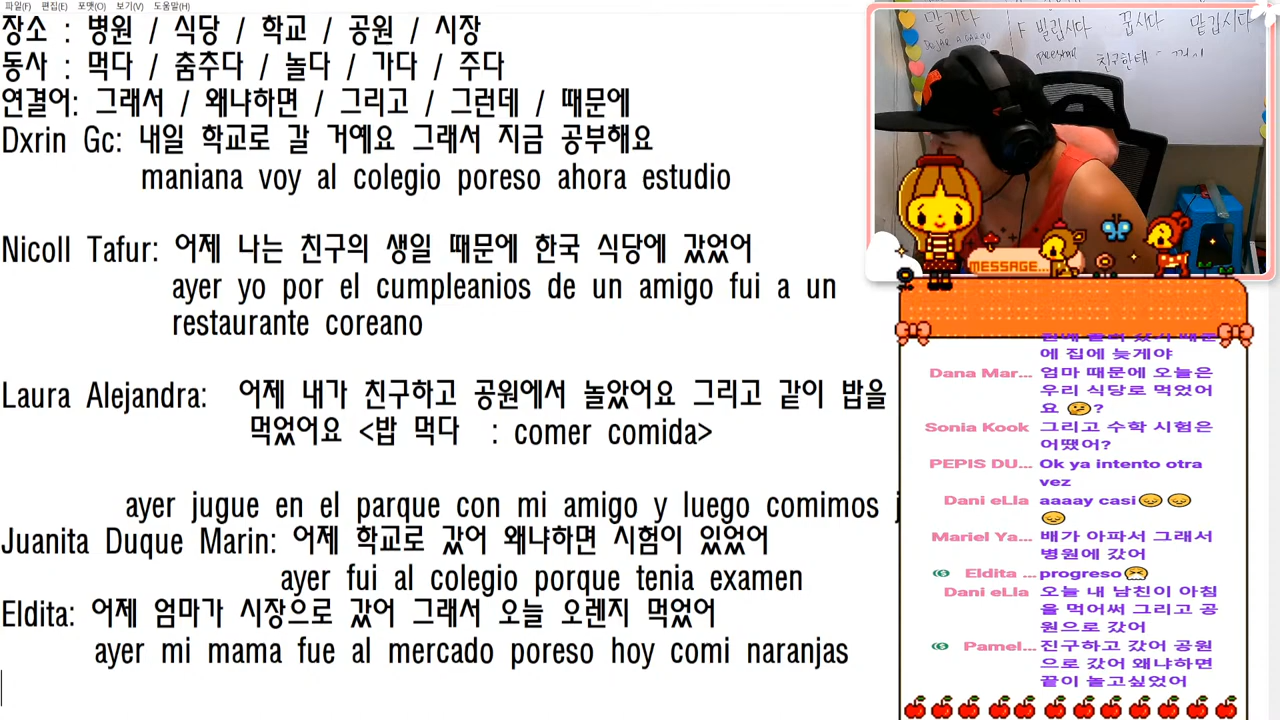 파일(F) 편집(E) 포맷(O) 보기(V) 도움말(H)
장소 : 병원 / 식당 / 학교 / 공원 / 시장
동사 : 먹다 / 춤추다 / 놀다 / 가다 / 주다
연결어: 그래서 / 왜냐하면 / 그리고 / 그런데 / 때문에
Dxrin Gc: 내일 학교로 갈 거예요 그래서 지금 공부해요
maniana voy al colegio poreso ahora estudio
Nicoll Tafur: 어제 나는 친구의 생일 때문에 한국 식당에 갔었어
ayer yo por el cumpleanios de un amigo fui a un
restaurante coreano
Laura Alejandra: 어제 내가 친구하고 공원에서 놀았어요 그리고 같이 밥을
먹었어요 <밥 먹다 : comer comida>
ayer jugue en el parque con mi amigo y luego comimos j
Juanita Duque Marin: 어제 학교로 갔어 왜냐하면 시험이 있었어
ayer fui al colegio porque tenia examen
Eldita: 어제 엄마가 시장으로 갔어 그래서 오늘 오렌지 먹었어
ayer mi mama fue al mercado poreso hoy comi naranjas
밟힙시다 꿉시다
친구한테
MESSAGE...
에 집에 늦게야
Dana Mar... 엄마 때문에 오늘은
우리 식당로 먹었어
요 🤔?
Sonia Kook 그리고 수학 시험은
어땠어?
PEPIS DU... Ok ya intento otra
vez
Dani eLla aaaay casi😔 😔
😔
Mariel Ya... 배가 아파서 그래서
병원에 갔어
Eldita ... progreso😤
Dani eLla 오늘 내 남친이 아침
을 먹어써 그리고 공
원으로 갔어
Pamel... 진구하고 갔어 공원
으로 갔어 왜냐하면
끝이 놀고싶었어